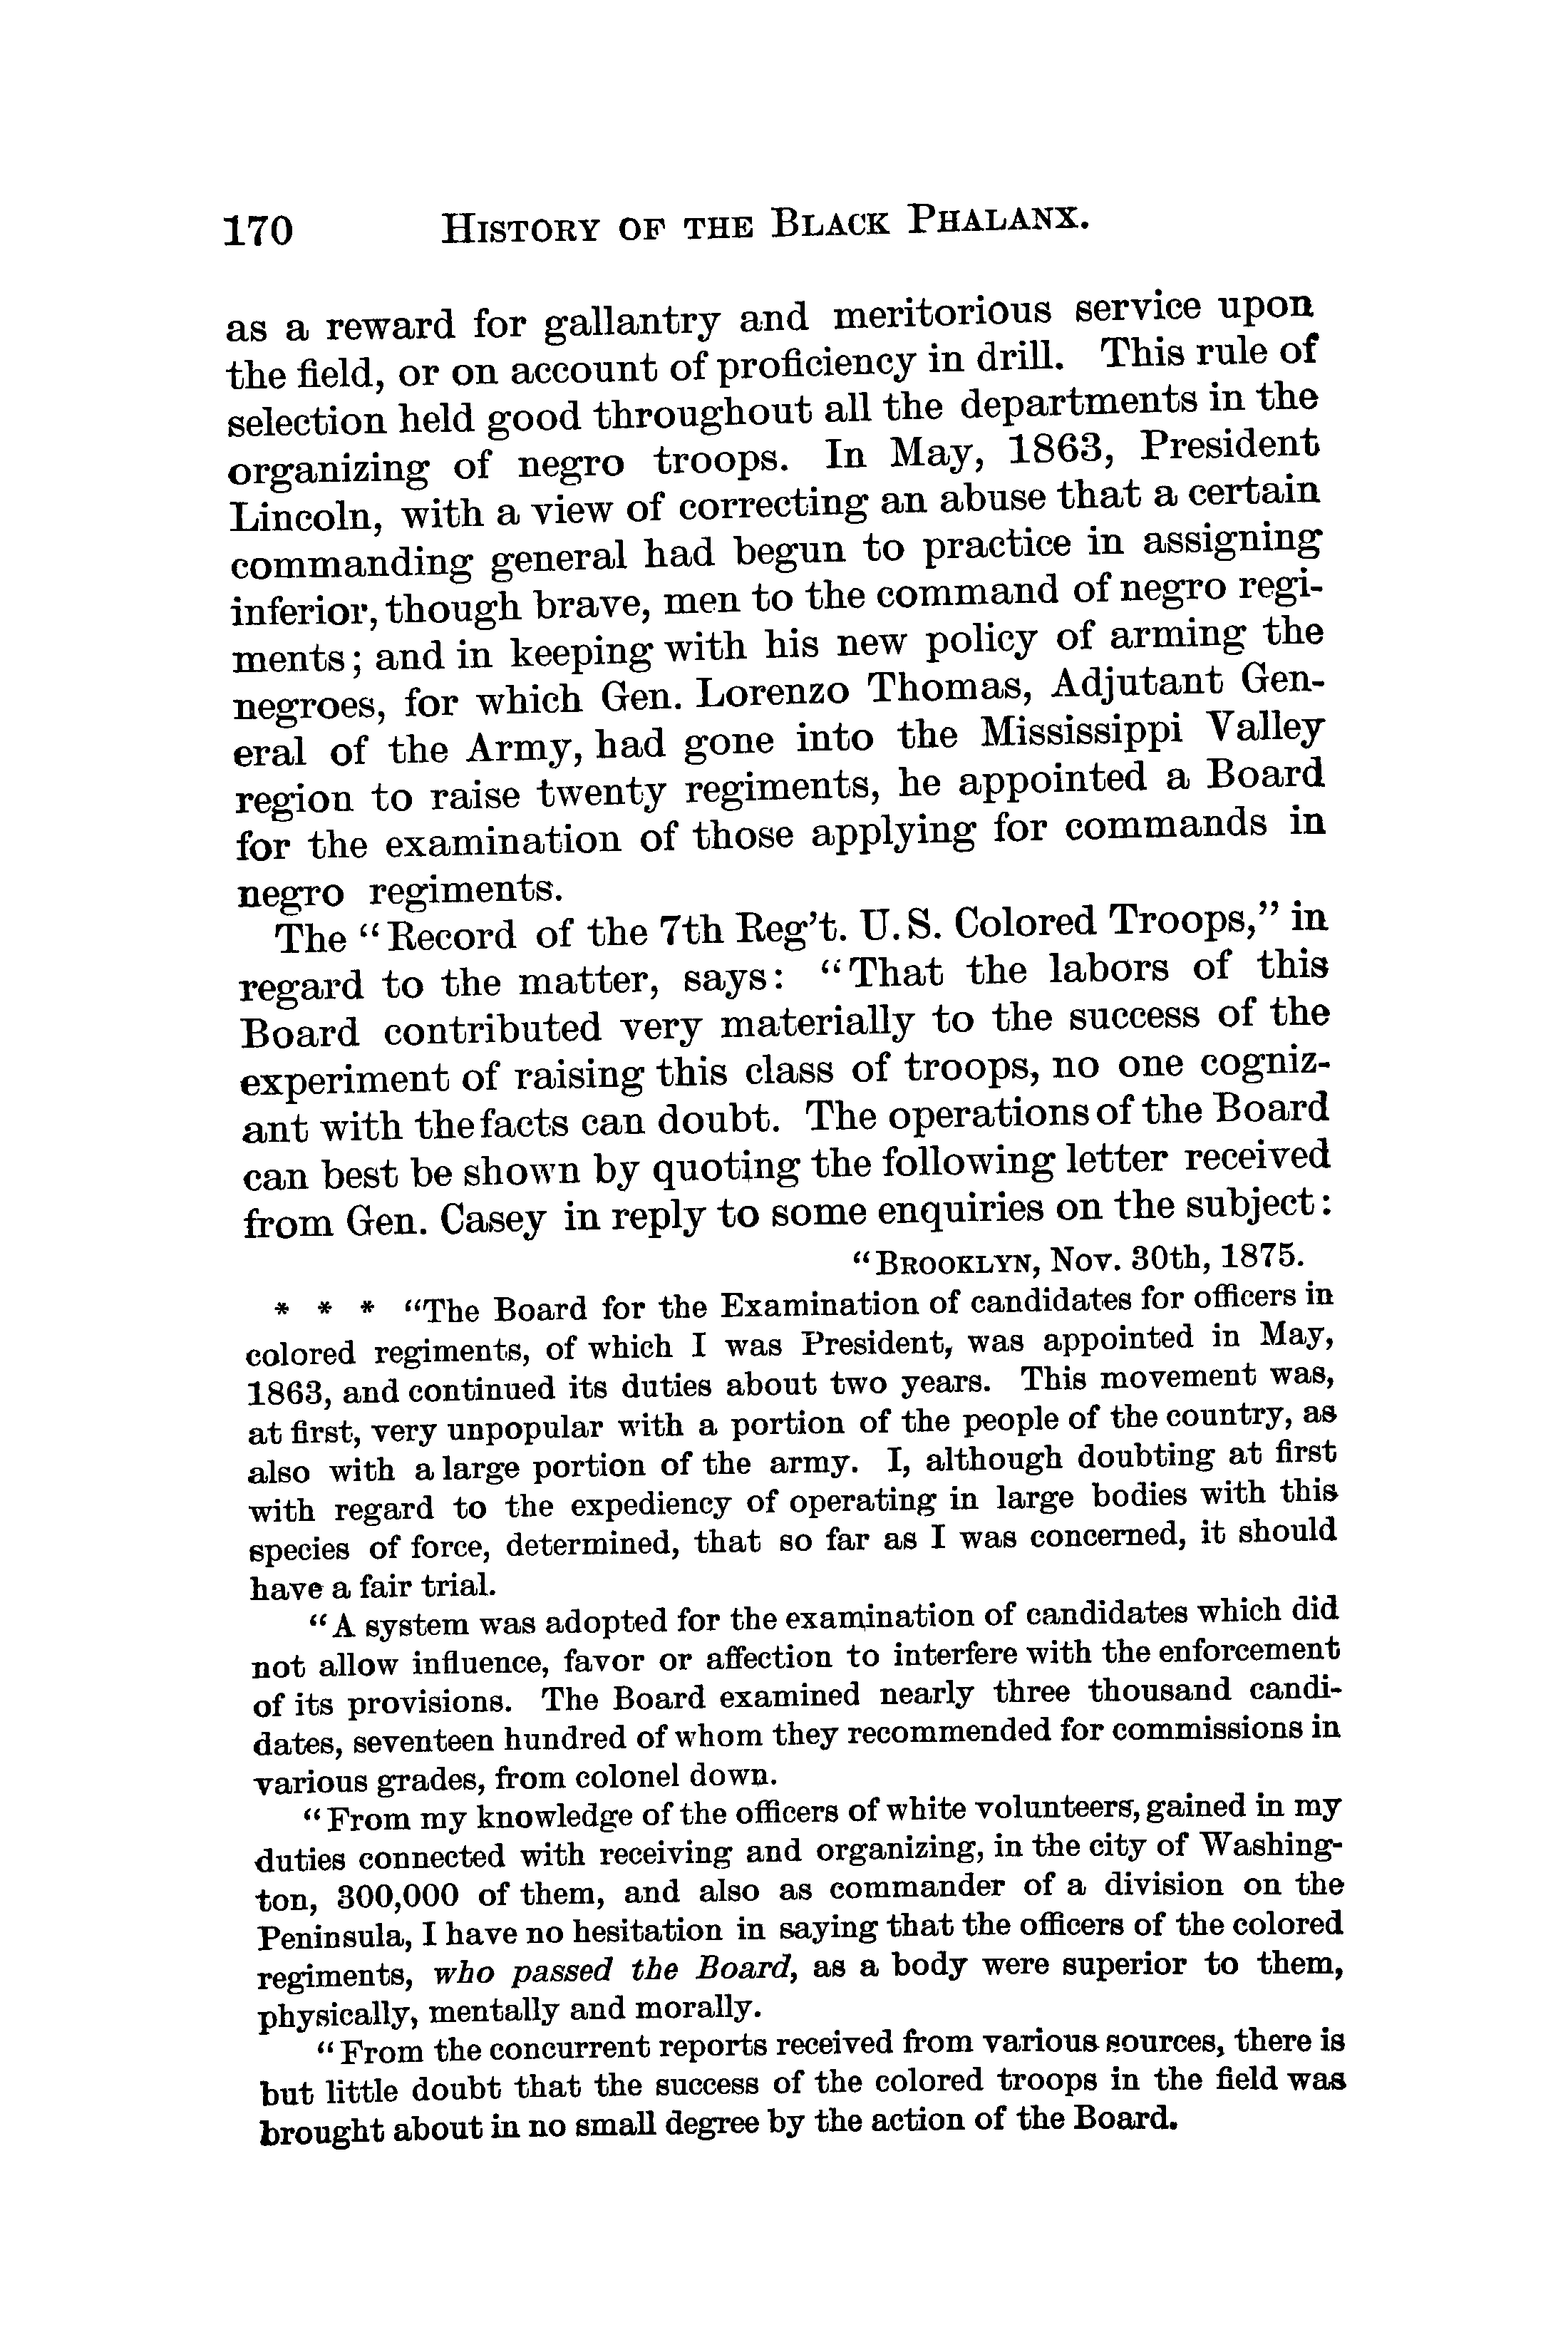 170 HISTORY OF THE BLACK PHALANX.
as a reward for gallantry and meritorious service upon
the field, or on account of proficiency in drill. This rule of
selection held good throughout all the departments in the
organizing of negro troops. In May, 1863, President
Lincoln, with a view of correcting an abuse that a certain
commanding general had begun to practice in assigning
inferior, though brave, men to the command of negro regi-
ments; and in keeping with his new policy of arming the
negroes, for which Gen. Lorenzo Thomas, Adjutant Gen-
eral of the Army, had gone into the Mississippi Valley
region to raise twenty regiments, he appointed a Board
for the examination of those applying for commands in
negro regiments.
The “Record of the 7th Reg’t. U. S. Colored Troops,” in
regard to the matter, says: “That the labors of this
Board contributed very materially to the success of the
experiment of raising this class of troops, no one cogniz-
ant with the facts can doubt. The operations of the Board
can best be shown by quoting the following letter received
from Gen. Casey in reply to some enquiries on the subject:
“BROOKLYN, NOV. 30th, 1875.
* * * “The Board for the Examination of candidates for officers in
colored regiments, of which I was President, was appointed in May,
1863, and continued its duties about two years. This movement was,
at first, very unpopular with a portion of the people of the country, as
also with a large portion of the army. I, although doubting at first
with regard to the expediency of operating in large bodies with this
species of force, determined, that so far as I was concerned, it should
have a fair trial.
“A system was adopted for the examination of candidates which did
not allow influence, favor or affection to interfere with the enforcement
of its provisions. The Board examined nearly three thousand candi-
dates, seventeen hundred of whom they recommended for commissions in
various grades, from colonel down.
“From my knowledge of the officers of white volunteers, gained in my
duties connected with receiving and organizing, in the city of Washing-
ton, 300,000 of them, and also as commander of a division on the
Peninsula, I have no hesitation in saying that the officers of the colored
regiments, who passed the Board, as a body were superior to them,
physically, mentally and morally.
“From the concurrent reports received from various sources, there is
but little doubt that the success of the colored troops in the field was
brought about in no small degree by the action of the Board.